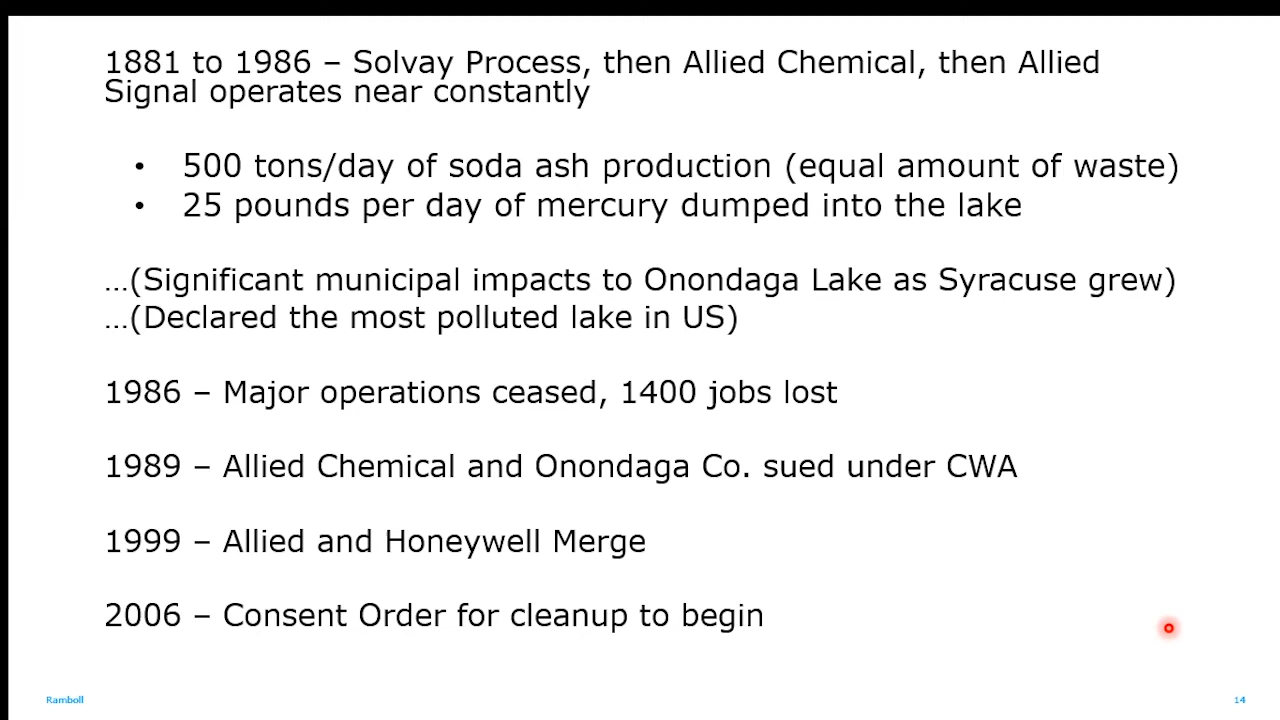 1881 to 1986 – Solvay Process, then Allied Chemical, then Allied
Signal operates near constantly
• 500 tons/day of soda ash production (equal amount of waste)
• 25 pounds per day of mercury dumped into the lake
…(Significant municipal impacts to Onondaga Lake as Syracuse grew)
…(Declared the most polluted lake in US)
1986 – Major operations ceased, 1400 jobs lost
1989 – Allied Chemical and Onondaga Co. sued under CWA
1999 – Allied and Honeywell Merge
2006 – Consent Order for cleanup to begin
Ramboll
14